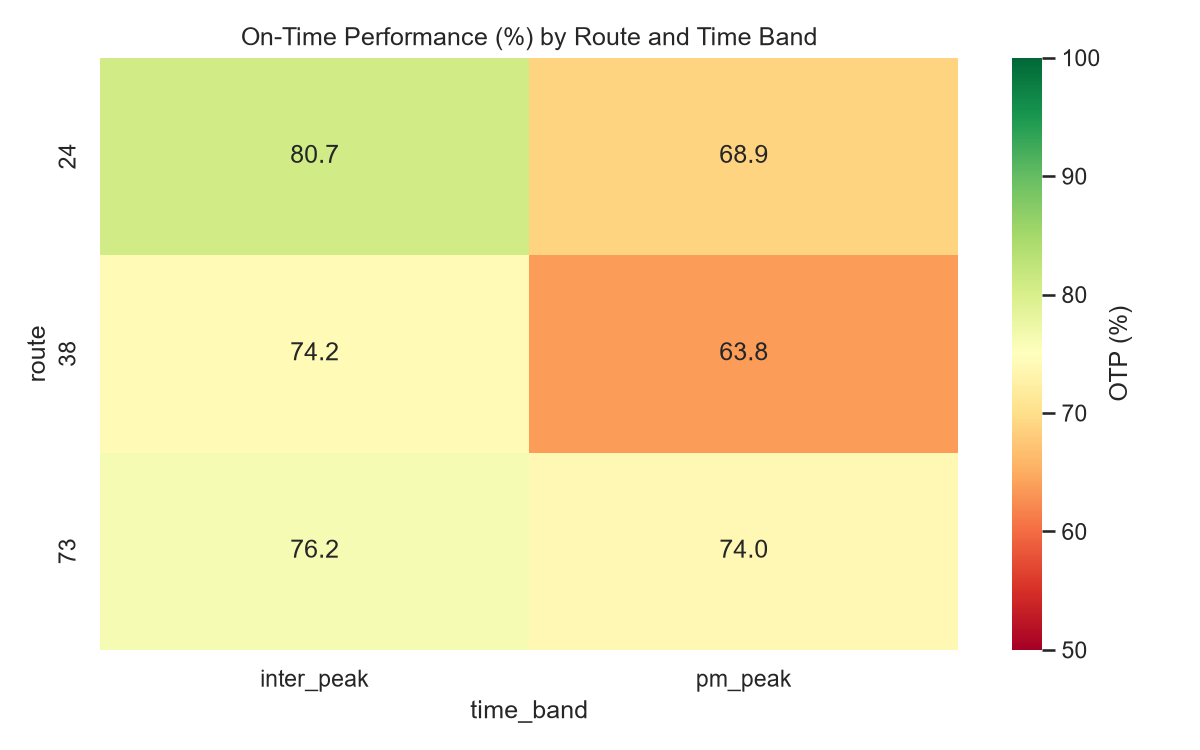 On-Time Performance (%) by Route and Time Band
24
80.7
68.9
38
74.2
63.8
73
76.2
74.0
route
inter_peak
pm_peak
time_band
100
90
80
70
60
50
OTP (%)